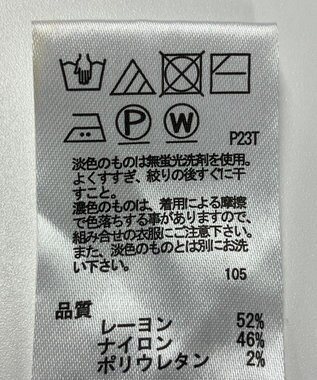 P W P23T
淡色のものは無蛍光洗剤を使用。
よくすすぎ、絞りの後すぐに干
すこと。
濃色のものは、着用による摩擦
で色落ちする事がありますので、
組み合せの衣服にご注意下さい。
また、淡色のものとは別にお洗
い下さい。
105
品質
レーヨン 52%
ナイロン 46%
ポリウレタン 2%